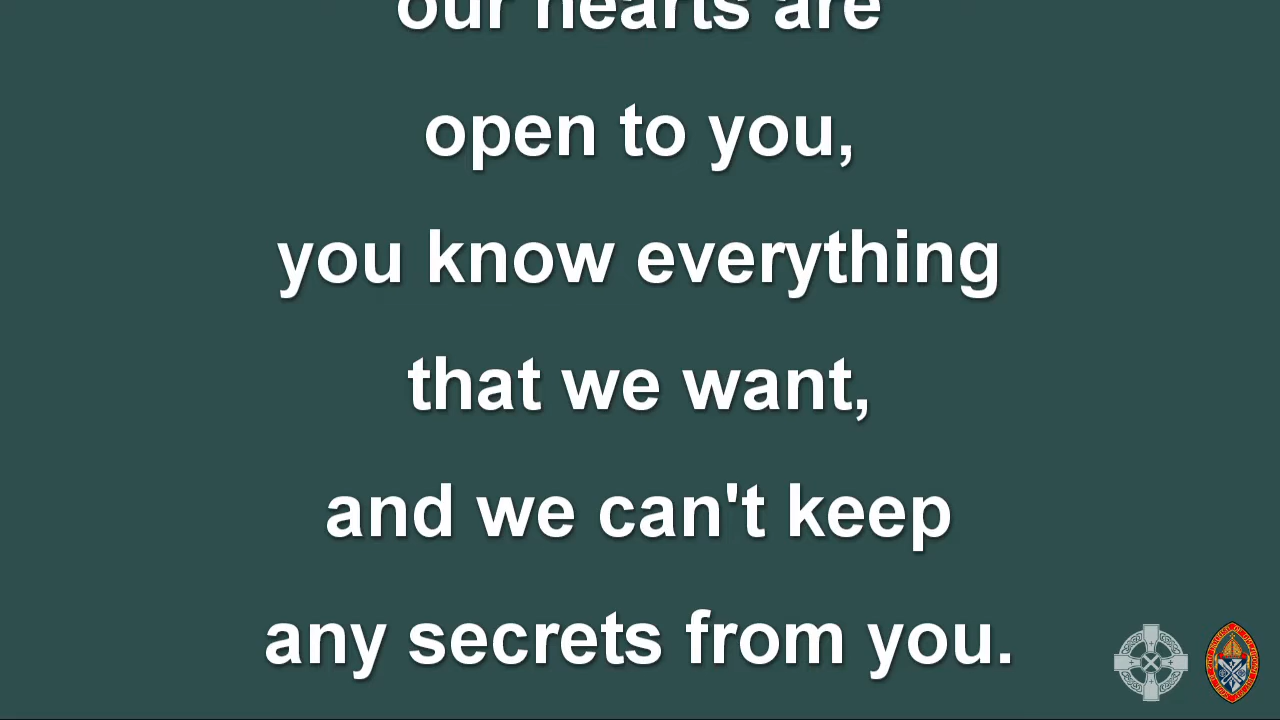 our hearts are
open to you,
you know everything
that we want,
and we can't keep
any secrets from you.